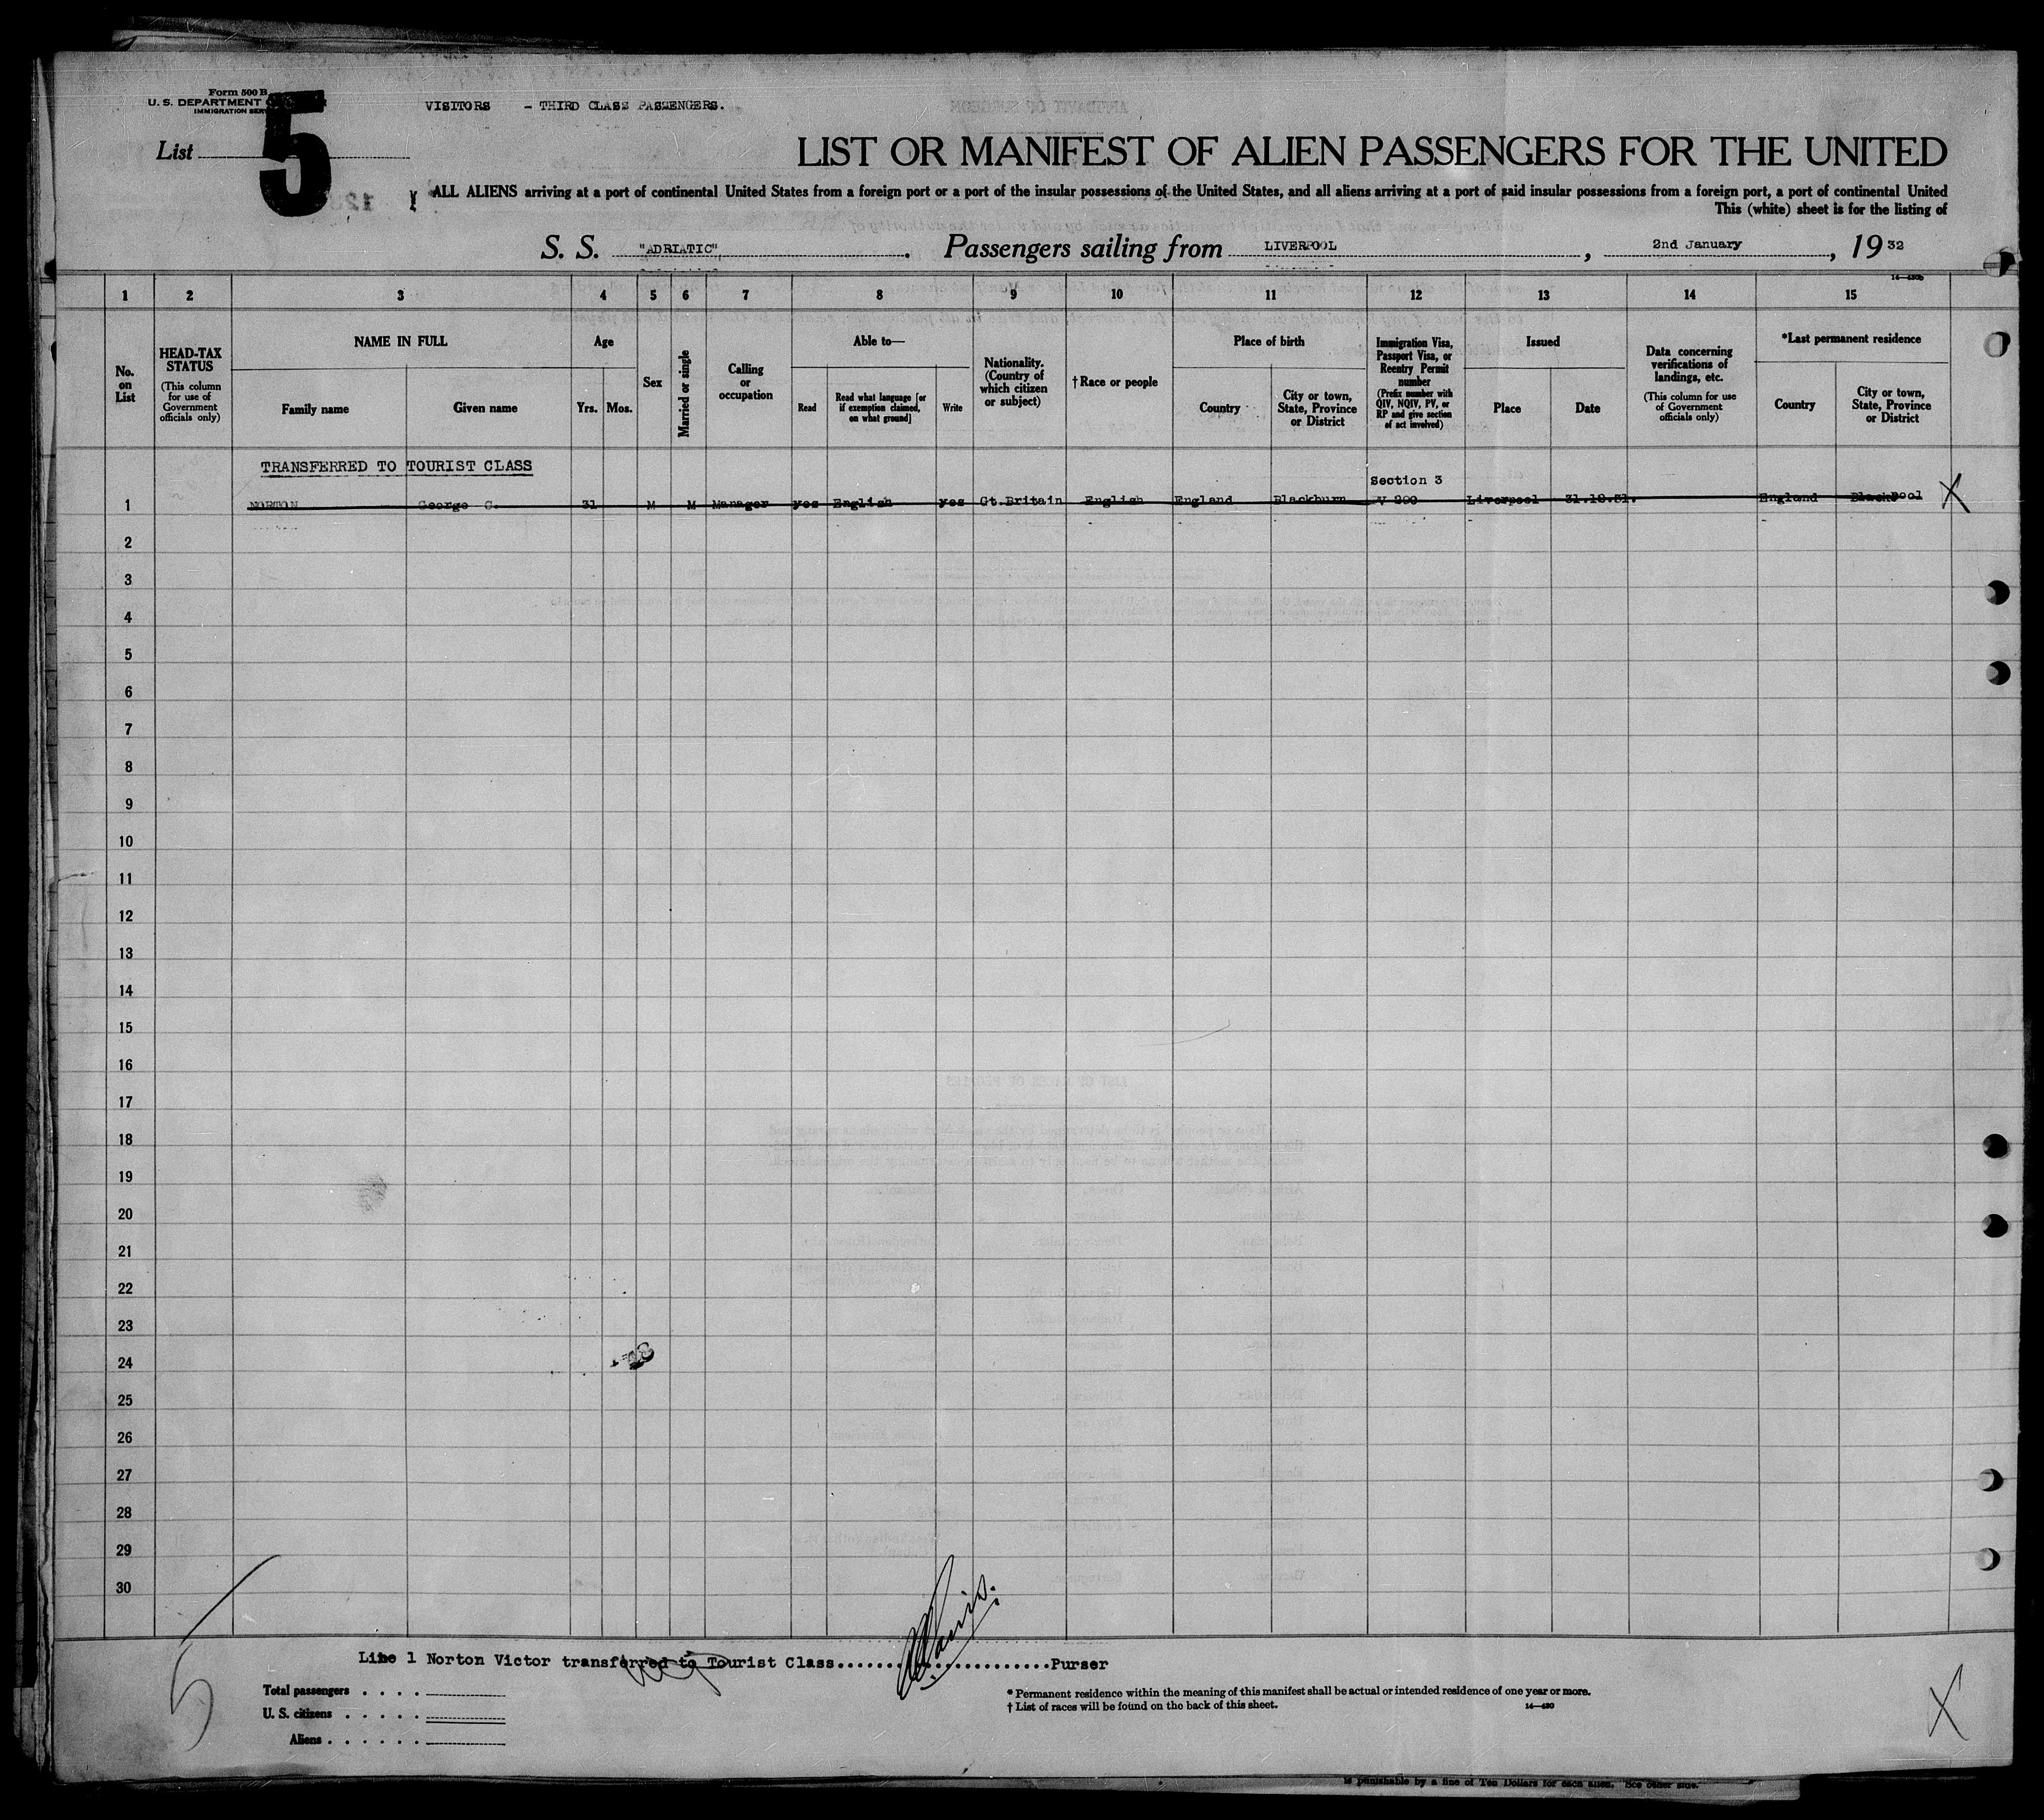 Form 500 B
U. S. DEPARTMENT
IMMIGRATION
VISITORS - THIRD CLASS PASSENGERS.
List 5
LIST OR MANIFEST OF ALIEN PASSENGERS FOR THE UNITED
ALL ALIENS arriving at a port of continental United States from a foreign port or a port of the insular possessions of the United States, and all aliens arriving at a port of said insular possessions from a foreign port, a port of continental United
This (white) sheet is for the listing of
S. S. "ADRIATIC", Passengers sailing from LIVERPOOL, 2nd January, 1932
14—430b
1 2 3 4 5 6 7 8 9 10 11 12 13 14 15
No. on List
HEAD-TAX STATUS
(This column for use of Government officials only)
NAME IN FULL
Family name Given name
Age
Yrs. Mos.
Sex
Married or single
Calling or occupation
Able to—
Read
Read what language [or if exemption claimed, on what ground]
Write
Nationality. (Country of which citizen or subject)
†Race or people
Place of birth
Country
City or town, State, Province or District
Immigration Visa, Passport Visa, or Reentry Permit number
(Prefix number with QIV, NQIV, PV, or RP and give section of act involved)
Issued
Place Date
Data concerning verifications of landings, etc.
(This column for use of Government officials only)
*Last permanent residence
Country
City or town, State, Province or District
TRANSFERRED TO TOURIST CLASS
Section 3
1 NORTON George C. 31 M M Manager yes English yes Gt.Britain English England Blackburn V 200 Liverpool 31.12.31. England Blackpool X
2
3
4
5
6
7
8
9
10
11
12
13
14
15
16
17
18
19
20
21
22
23
24
25
26
27
28
29
30
Line 1 Norton Victor transferred to Tourist Class........................Purser
5
Total passengers . . . .
U. S. citizens . . . . .
Aliens . . . . . .
* Permanent residence within the meaning of this manifest shall be actual or intended residence of one year or more.
† List of races will be found on the back of this sheet.
14—430
X
is punishable by a fine of Ten Dollars for each alien. See other side.